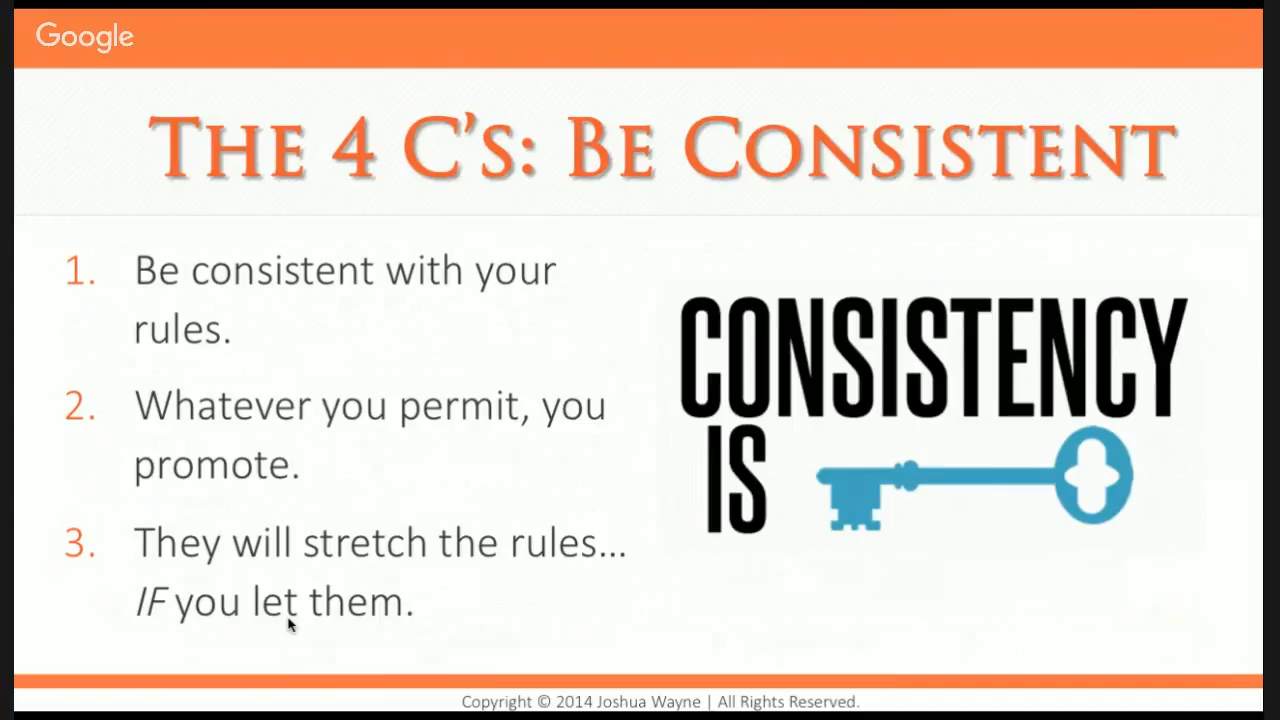 Google
THE 4 C'S: BE CONSISTENT
1. Be consistent with your
rules.
2. Whatever you permit, you
promote.
3. They will stretch the rules...
IF you let them.
CONSISTENCY
IS
Copyright © 2014 Joshua Wayne | All Rights Reserved.